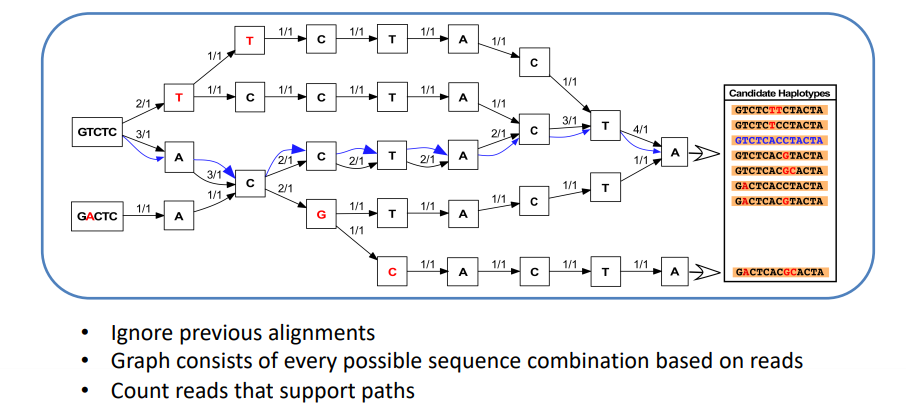 T 1/1 C 1/1 T 1/1 A 1/1 C
1/1 1/1
GTCTC 2/1 T 1/1 C 1/1 C 1/1 T 1/1 A 1/1 C 3/1 T 4/1 A
3/1 A 3/1 C 2/1 C 2/1 T 2/1 A 2/1
GACTC 1/1 A 1/1 2/1 G 1/1 T 1/1 A 1/1 C 1/1 T 1/1
1/1 C 1/1 A 1/1 C 1/1 T 1/1 A
Candidate Haplotypes
GTCTCTTCTACTA
GTCTCTCCTACTA
GTCTCACCTACTA
GTCTCACGTACTA
GTCTCACGCACTA
GACTCACCTACTA
GACTCACGTACTA
GACTCACGCACTA
• Ignore previous alignments
• Graph consists of every possible sequence combination based on reads
• Count reads that support paths